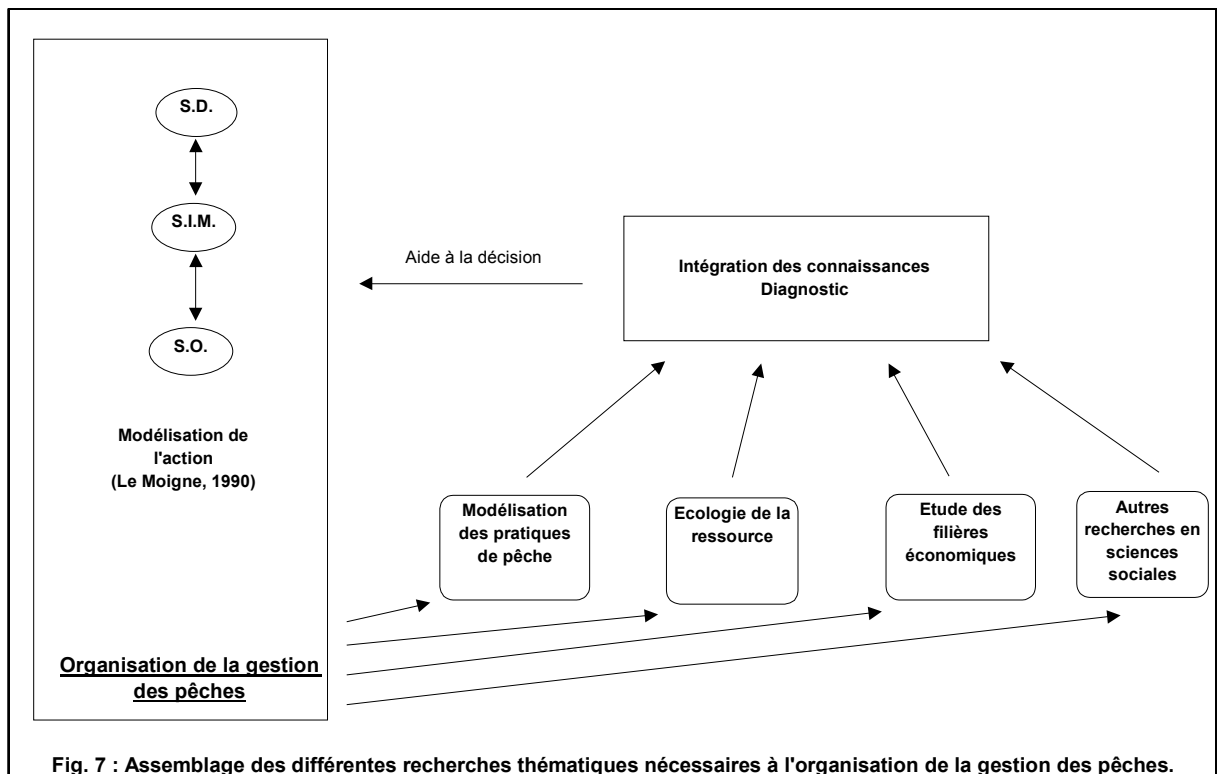 S.D.
S.I.M.
S.O.
Modélisation de
l'action
(Le Moigne, 1990)
Organisation de la gestion
des pêches
Aide à la décision
Intégration des connaissances
Diagnostic
Modélisation
des pratiques
de pêche
Ecologie de la
ressource
Etude des
filières
économiques
Autres
recherches en
sciences
sociales
Fig. 7 : Assemblage des différentes recherches thématiques nécessaires à l'organisation de la gestion des pêches.